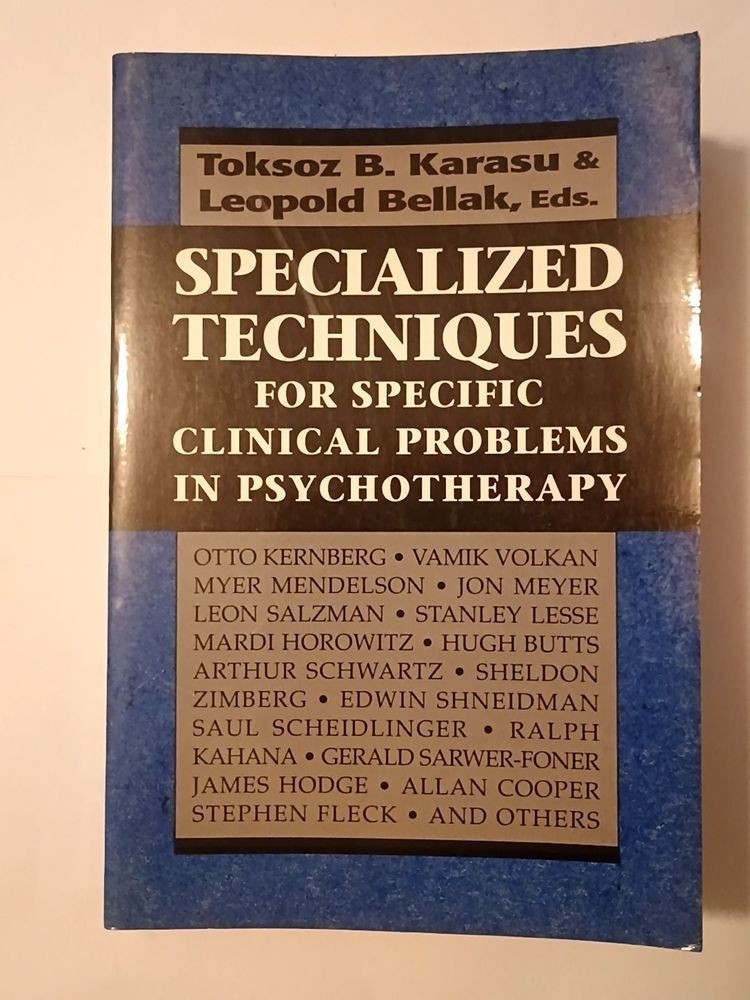 Toksoz B. Karasu &
Leopold Bellak, Eds.
SPECIALIZED
TECHNIQUES
FOR SPECIFIC
CLINICAL PROBLEMS
IN PSYCHOTHERAPY
OTTO KERNBERG • VAMIK VOLKAN
MYER MENDELSON • JON MEYER
LEON SALZMAN • STANLEY LESSE
MARDI HOROWITZ • HUGH BUTTS
ARTHUR SCHWARTZ • SHELDON
ZIMBERG • EDWIN SHNEIDMAN
SAUL SCHEIDLINGER • RALPH
KAHANA • GERALD SARWER-FONER
JAMES HODGE • ALLAN COOPER
STEPHEN FLECK • AND OTHERS